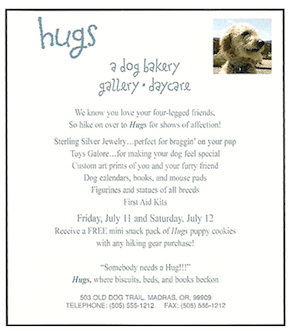 hugs
a dog bakery
gallery • daycare
We know you love your four-legged friends,
So hike on over to Hugs for shows of affection!
Sterling Silver Jewelry...perfect for braggin' on your pup
Toys Galore...for making your dog feel special
Custom art prints of you and your furry friend
Dog calendars, books, and mouse pads
Figurines and statues of all breeds
First Aid Kits
Friday, July 11 and Saturday, July 12
Receive a FREE mini snack pack of Hugs puppy cookies
with any hiking gear purchase!
"Somebody needs a Hug!!!"
Hugs, where biscuits, beds, and books beckon
503 OLD DOG TRAIL, MADRAS, OR, 99909
TELEPHONE: (505) 555-1212 FAX: (505) 555-1212